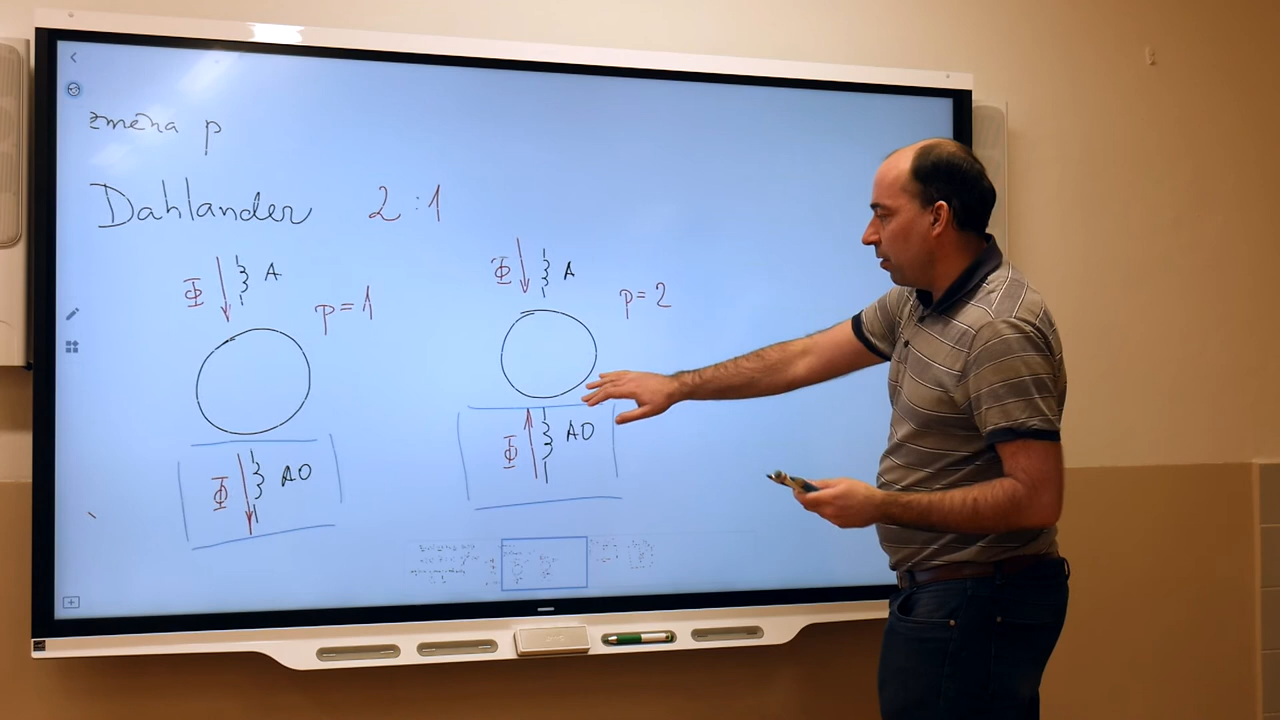 změna p
Dahlander 2:1
Φ A p=1
Φ A p=2
Φ AO
Φ AO